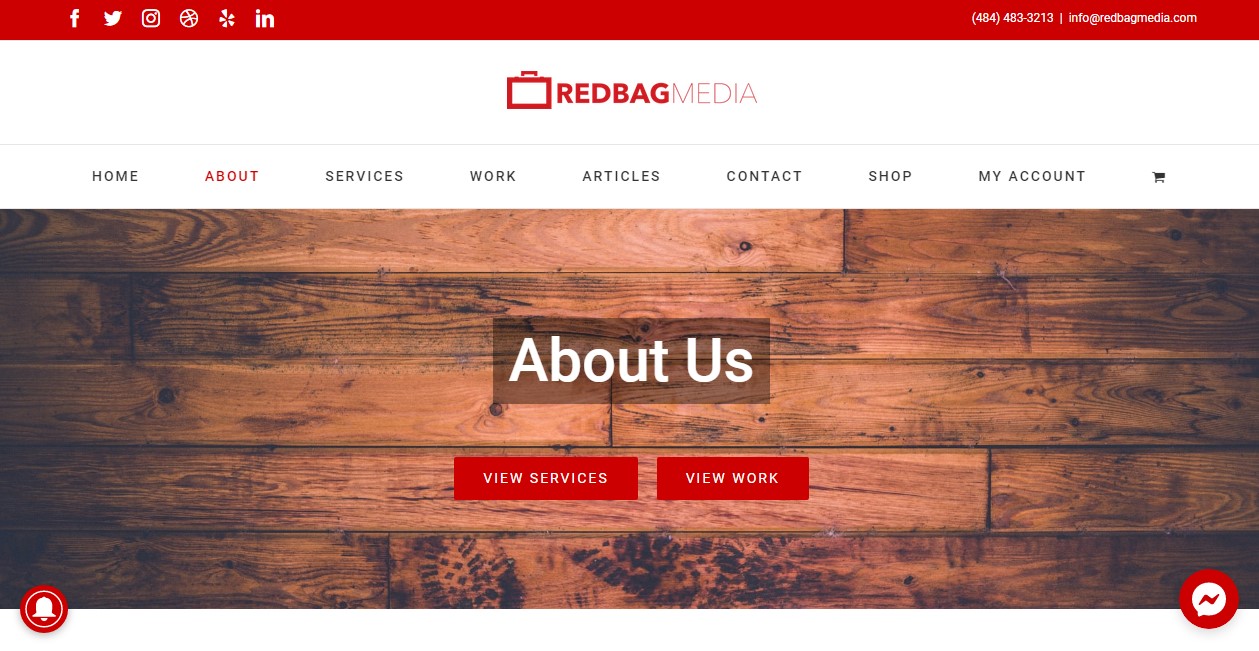 (484) 483-3213 | info@redbagmedia.com
REDBAGMEDIA
HOME ABOUT SERVICES WORK ARTICLES CONTACT SHOP MY ACCOUNT
About Us
VIEW SERVICES VIEW WORK